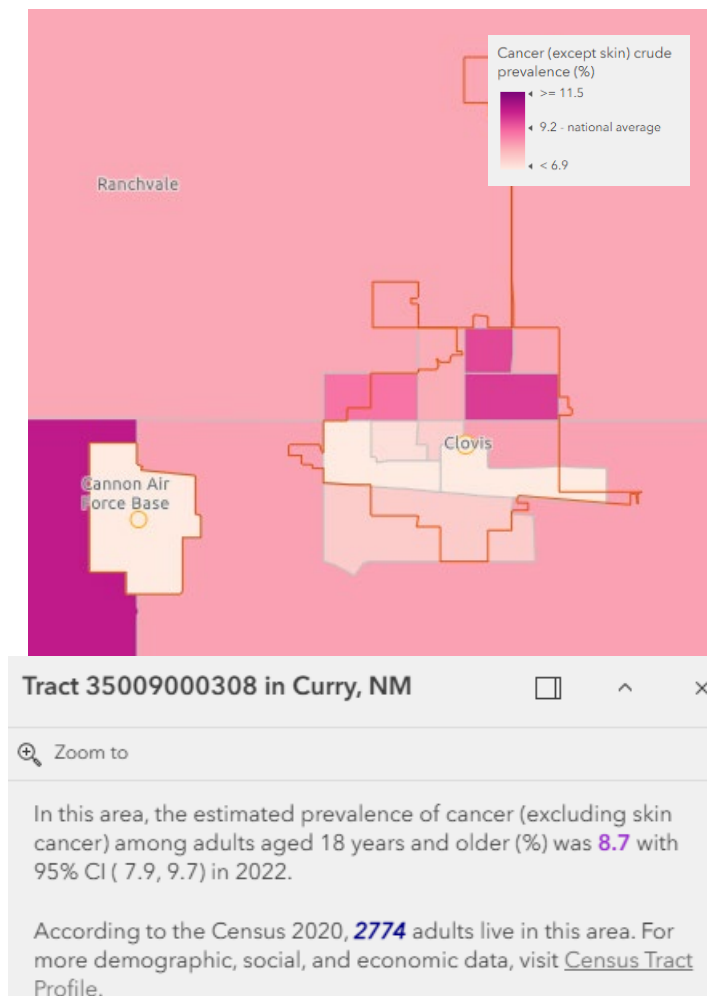 Cancer (except skin) crude
prevalence (%)
>= 11.5
9.2 - national average
< 6.9
Ranchvale
Clovis
Cannon Air
Force Base
Tract 35009000308 in Curry, NM
Zoom to
In this area, the estimated prevalence of cancer (excluding skin
cancer) among adults aged 18 years and older (%) was 8.7 with
95% CI ( 7.9, 9.7) in 2022.
According to the Census 2020, 2774 adults live in this area. For
more demographic, social, and economic data, visit Census Tract
Profile.